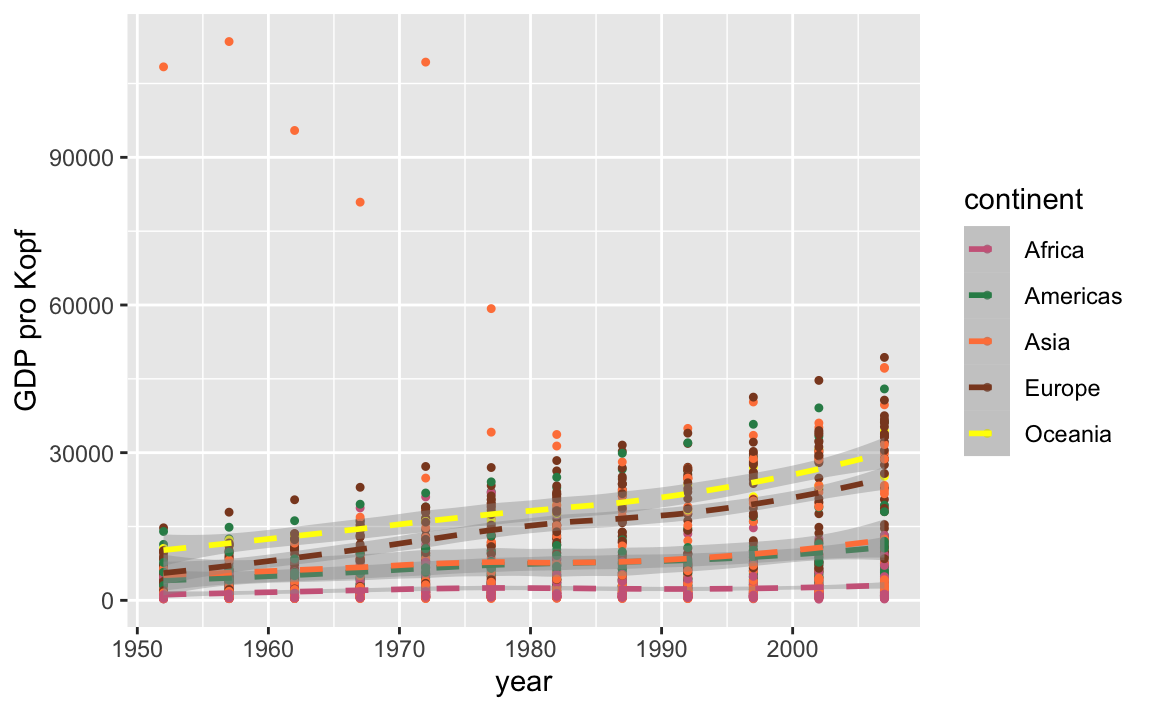 90000
60000
30000
0
GDP pro Kopf
1950 1960 1970 1980 1990 2000
year
continent
Africa
Americas
Asia
Europe
Oceania